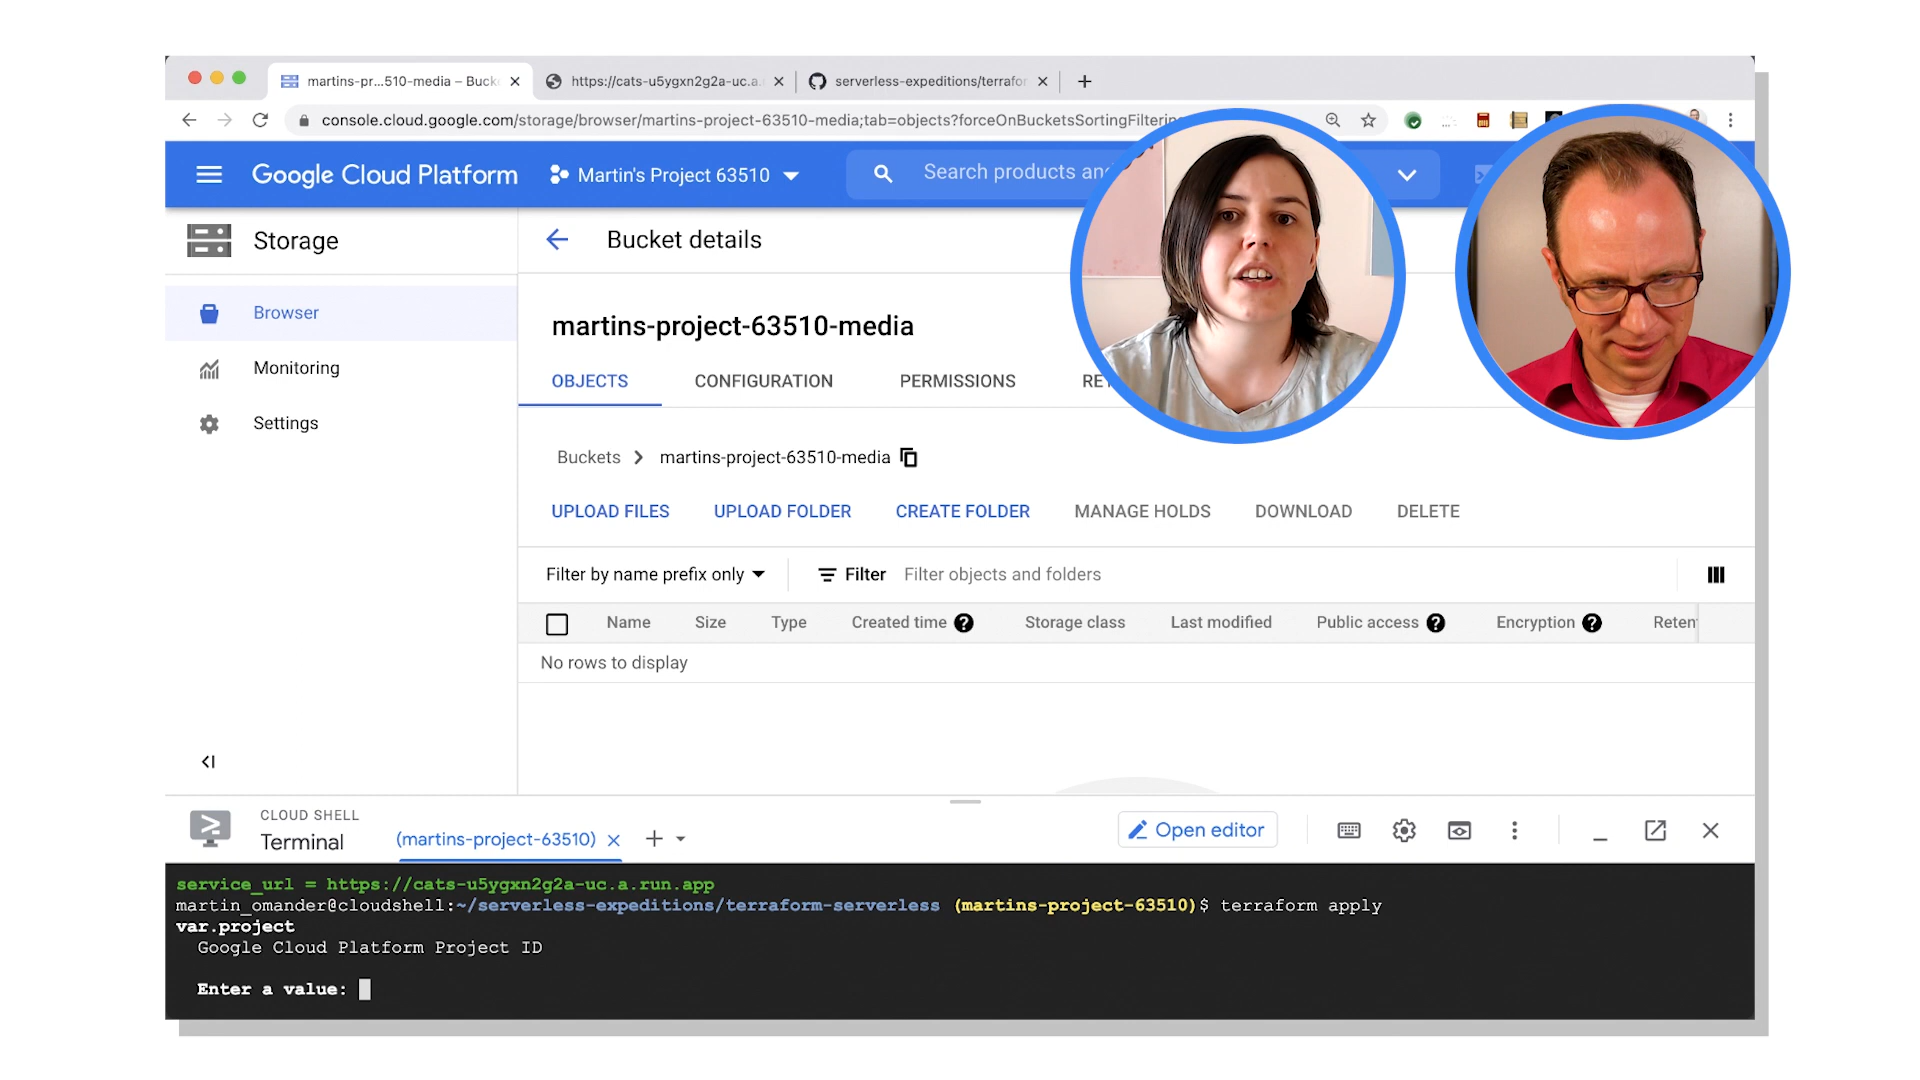 martins-pr...510-media – Bucke
https://cats-u5ygxn2g2a-uc.a.
serverless-expeditions/terrafor
console.cloud.google.com/storage/browser/martins-project-63510-media;tab=objects?forceOnBucketsSortingFiltering
Google Cloud Platform
Martin's Project 63510
Search products an
Storage
Bucket details
Browser
Monitoring
Settings
martins-project-63510-media
OBJECTS CONFIGURATION PERMISSIONS RET
Buckets > martins-project-63510-media
UPLOAD FILES UPLOAD FOLDER CREATE FOLDER MANAGE HOLDS DOWNLOAD DELETE
Filter by name prefix only Filter Filter objects and folders
Name Size Type Created time ? Storage class Last modified Public access ? Encryption ? Reten
No rows to display
CLOUD SHELL
Terminal
(martins-project-63510)
Open editor
service_url = https://cats-u5ygxn2g2a-uc.a.run.app
martin_omander@cloudshell:~/serverless-expeditions/terraform-serverless (martins-project-63510)$ terraform apply
var.project
Google Cloud Platform Project ID
Enter a value: